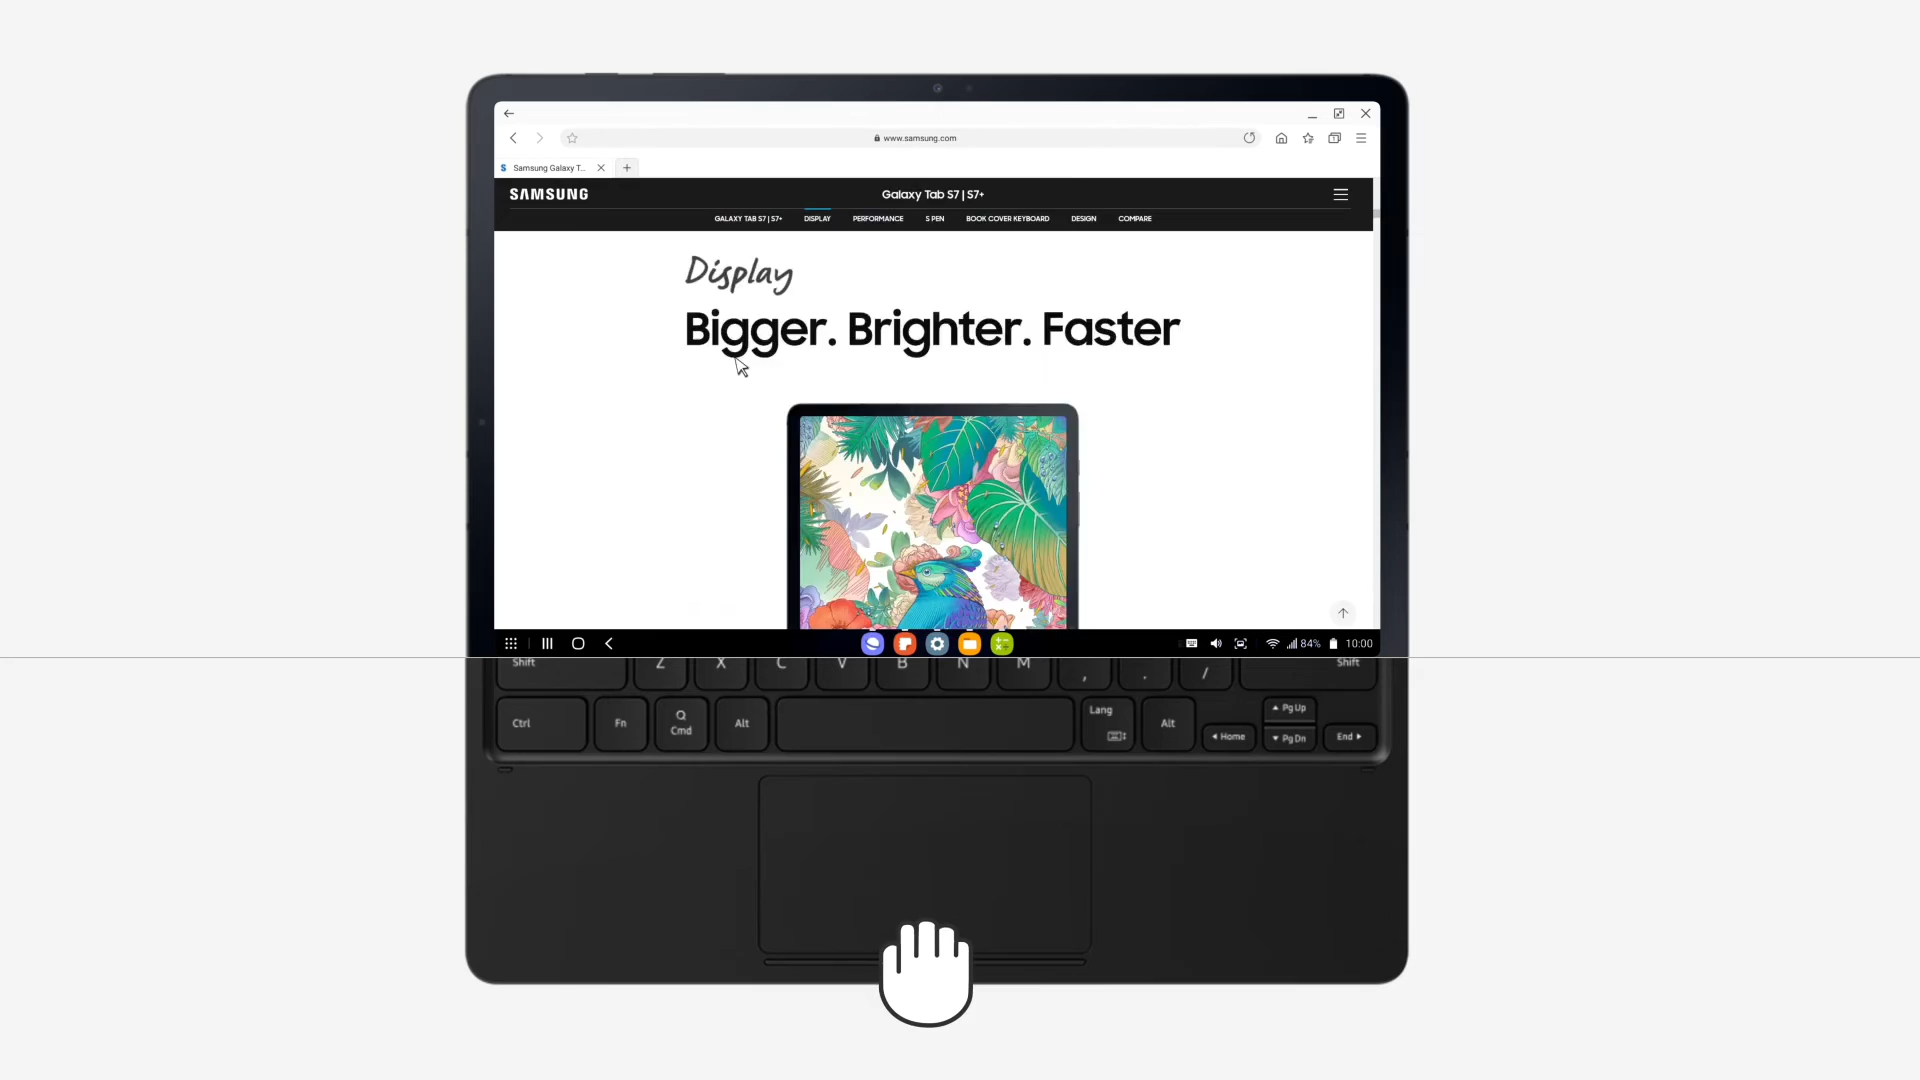 www.samsung.com
S Samsung Galaxy T...
SAMSUNG
Galaxy Tab S7 | S7+
GALAXY TAB S7 | S7+ DISPLAY PERFORMANCE S PEN BOOK COVER KEYBOARD DESIGN COMPARE
Display
Bigger. Brighter. Faster
84% 10:00
Shift Z X C V B N M , . / Shift
Ctrl Fn Cmd Alt Lang Alt Home PgUp PgDn End